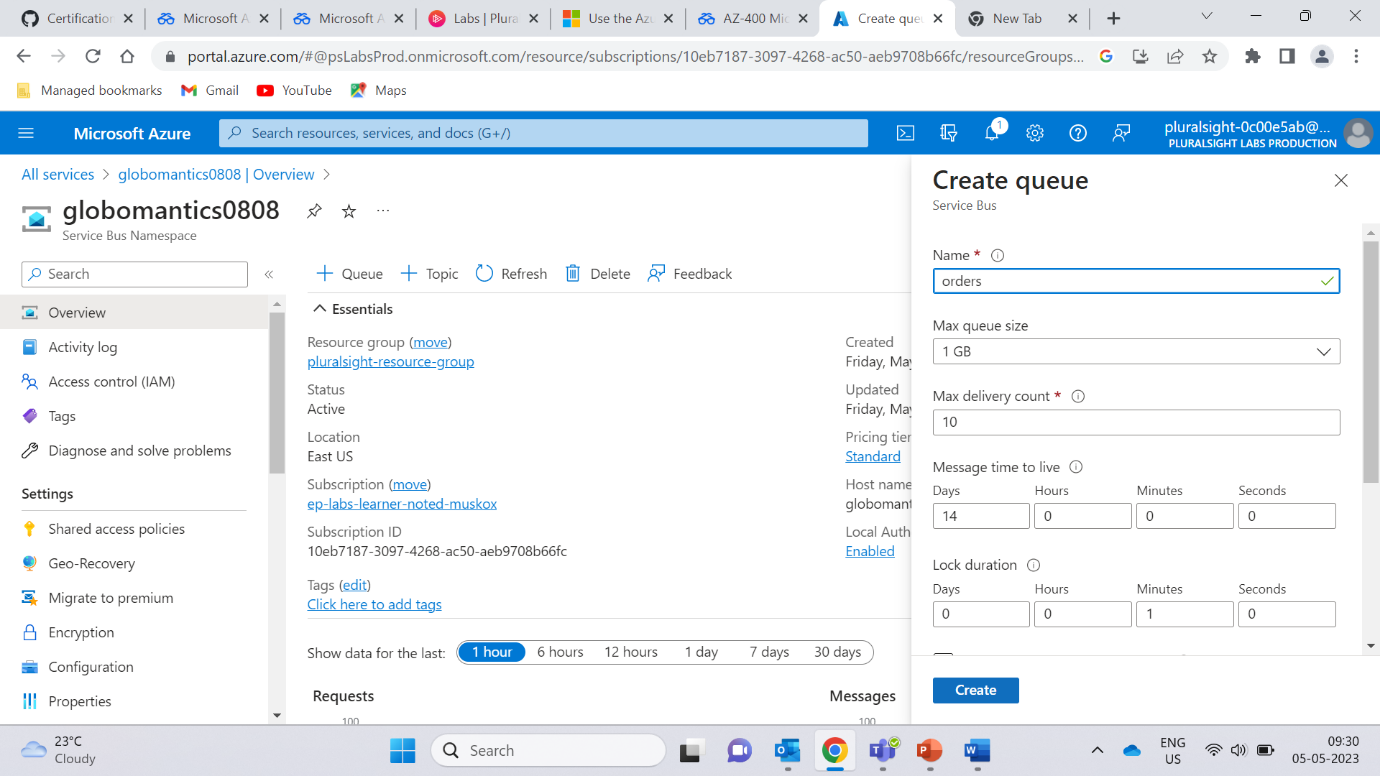 Certification
Microsoft A
Microsoft A
Labs | Plura
Use the Az
AZ-400 Mic
Create que
New Tab
portal.azure.com/#@psLabsProd.onmicrosoft.com/resource/subscriptions/10eb7187-3097-4268-ac50-aeb9708b66fc/resourceGroups...
Managed bookmarks
Gmail
YouTube
Maps
Microsoft Azure
Search resources, services, and docs (G+/)
1
pluralsight-0c00e5ab@...
PLURALSIGHT LABS PRODUCTION
All services > globomantics0808 | Overview >
globomantics0808
Service Bus Namespace
Search
Overview
Activity log
Access control (IAM)
Tags
Diagnose and solve problems
Settings
Shared access policies
Geo-Recovery
Migrate to premium
Encryption
Configuration
Properties
Queue
Topic
Refresh
Delete
Feedback
Essentials
Resource group (move)
pluralsight-resource-group
Status
Active
Location
East US
Subscription (move)
ep-labs-learner-noted-muskox
Subscription ID
10eb7187-3097-4268-ac50-aeb9708b66fc
Tags (edit)
Click here to add tags
Created
Friday, May
Updated
Friday, May
Pricing tier
Standard
Host name
globomant
Local Auth
Enabled
Show data for the last:
1 hour
6 hours
12 hours
1 day
7 days
30 days
Requests
100
Messages
100
Create queue
Service Bus
Name *
orders
Max queue size
1 GB
Max delivery count *
10
Message time to live
Days Hours Minutes Seconds
14 0 0 0
Lock duration
Days Hours Minutes Seconds
0 0 1 0
Create
23°C
Cloudy
Search
ENG
US
09:30
05-05-2023